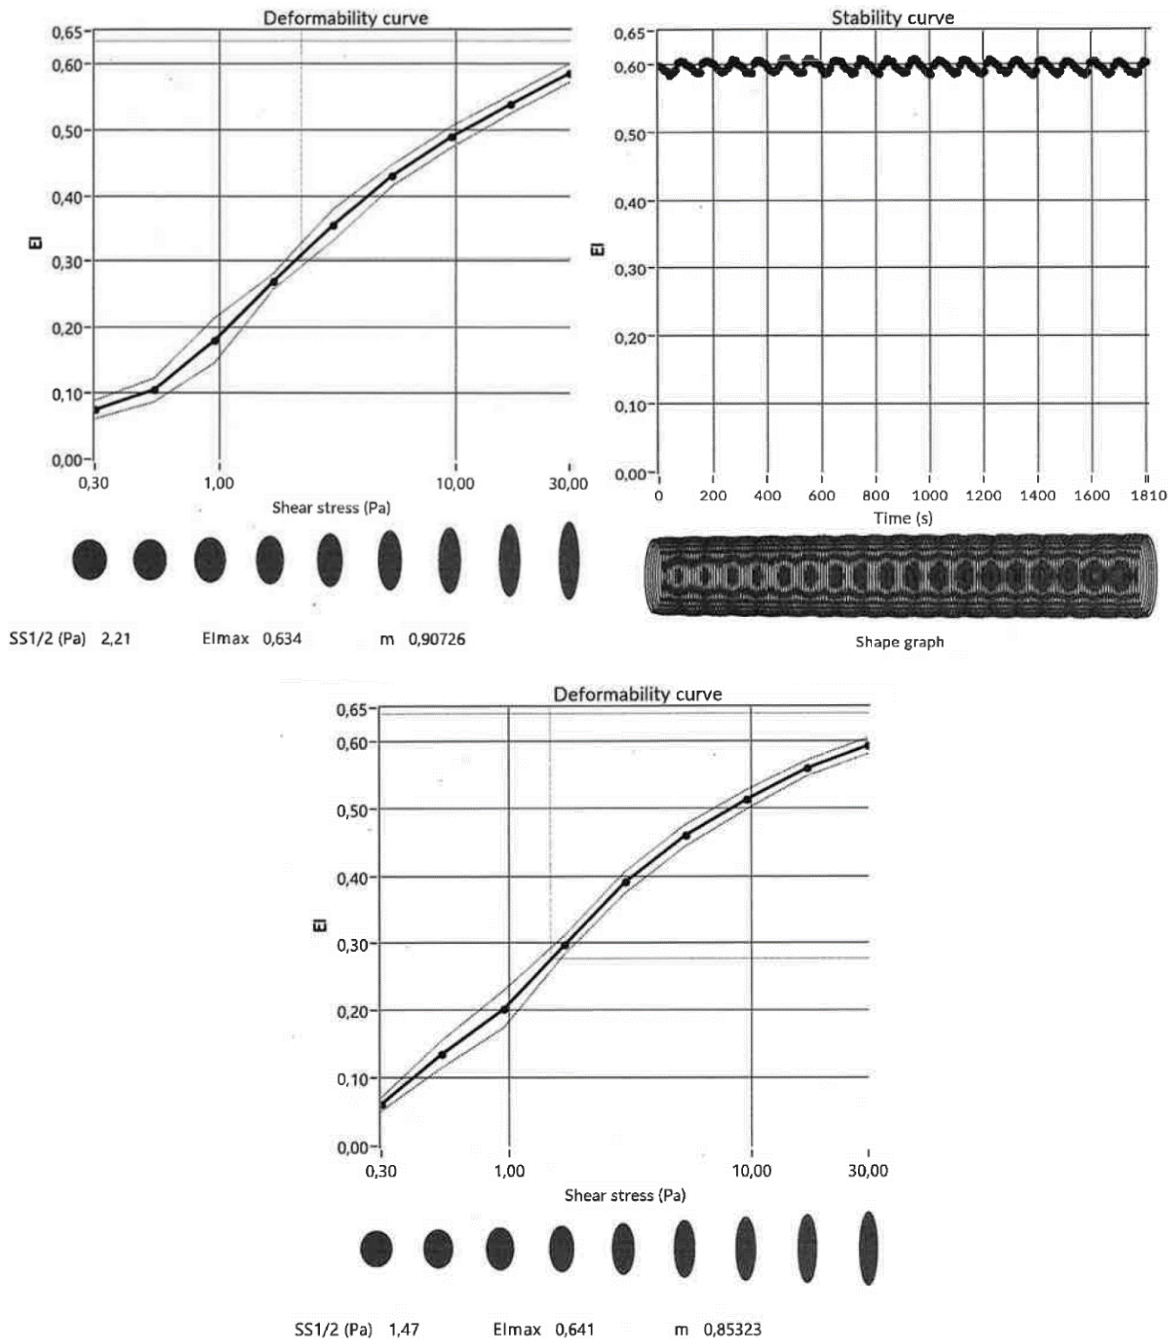 Deformability curve
0,65
0,60
0,50
0,40
0,30
0,20
0,10
0,00
EI
0,30 1,00 10,00 30,00
Shear stress (Pa)
SS1/2 (Pa) 2,21 EImax 0,634 m 0,90726
Stability curve
0,65
0,60
0,50
0,40
0,30
0,20
0,10
0,00
EI
0 200 400 600 800 1000 1200 1400 1600 1810
Time (s)
Shape graph
Deformability curve
0,65
0,60
0,50
0,40
0,30
0,20
0,10
0,00
EI
0,30 1,00 10,00 30,00
Shear stress (Pa)
SS1/2 (Pa) 1,47 EImax 0,641 m 0,85323